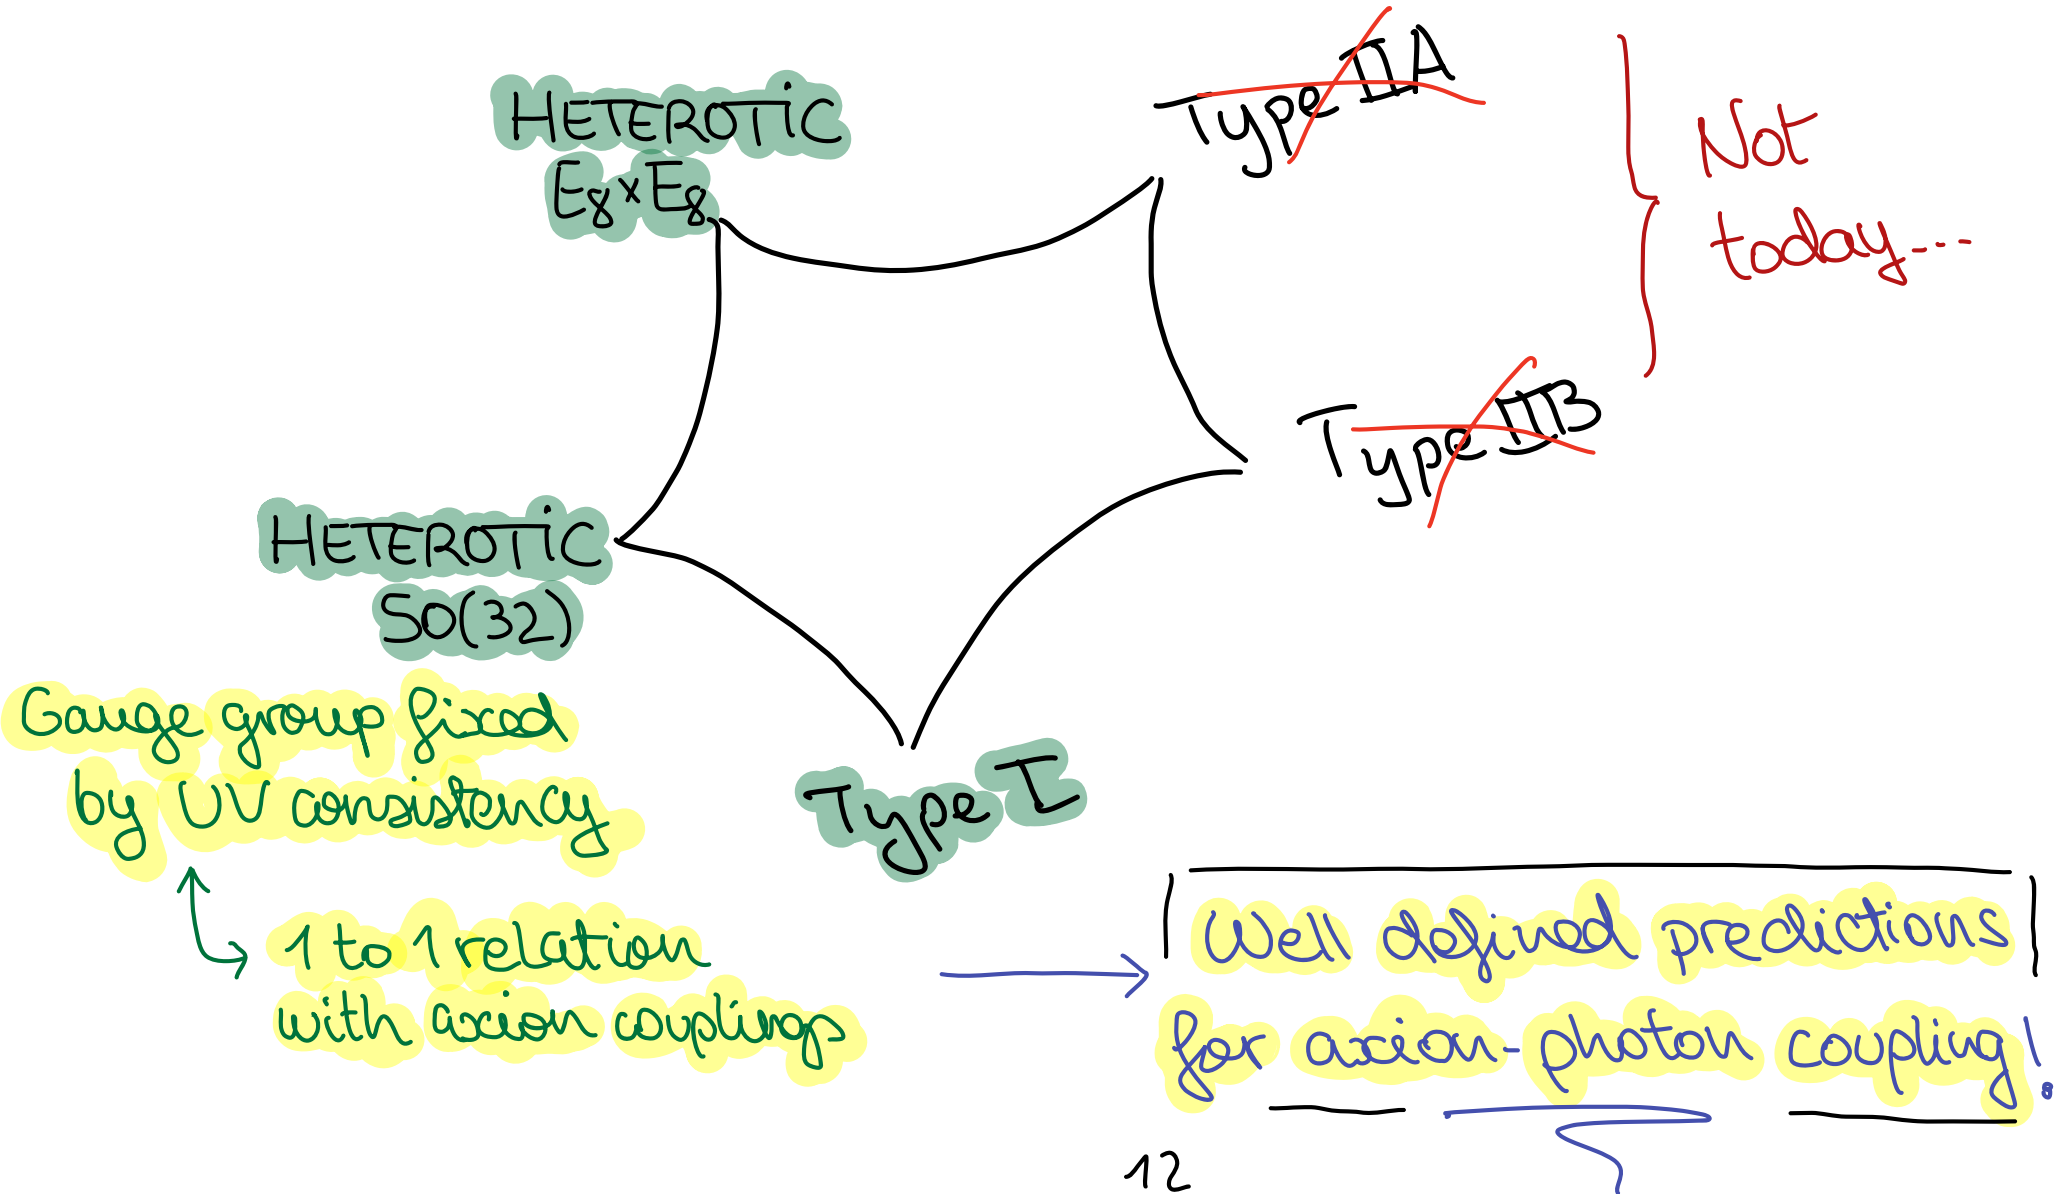 HETEROTIC
E8×E8
Type IIA
Not
today....
Type IIB
HETEROTIC
SO(32)
Gauge group fixed
by UV consistency
Type I
1 to 1 relation
with axion couplings
Well defined predictions
for axion-photon coupling!
12